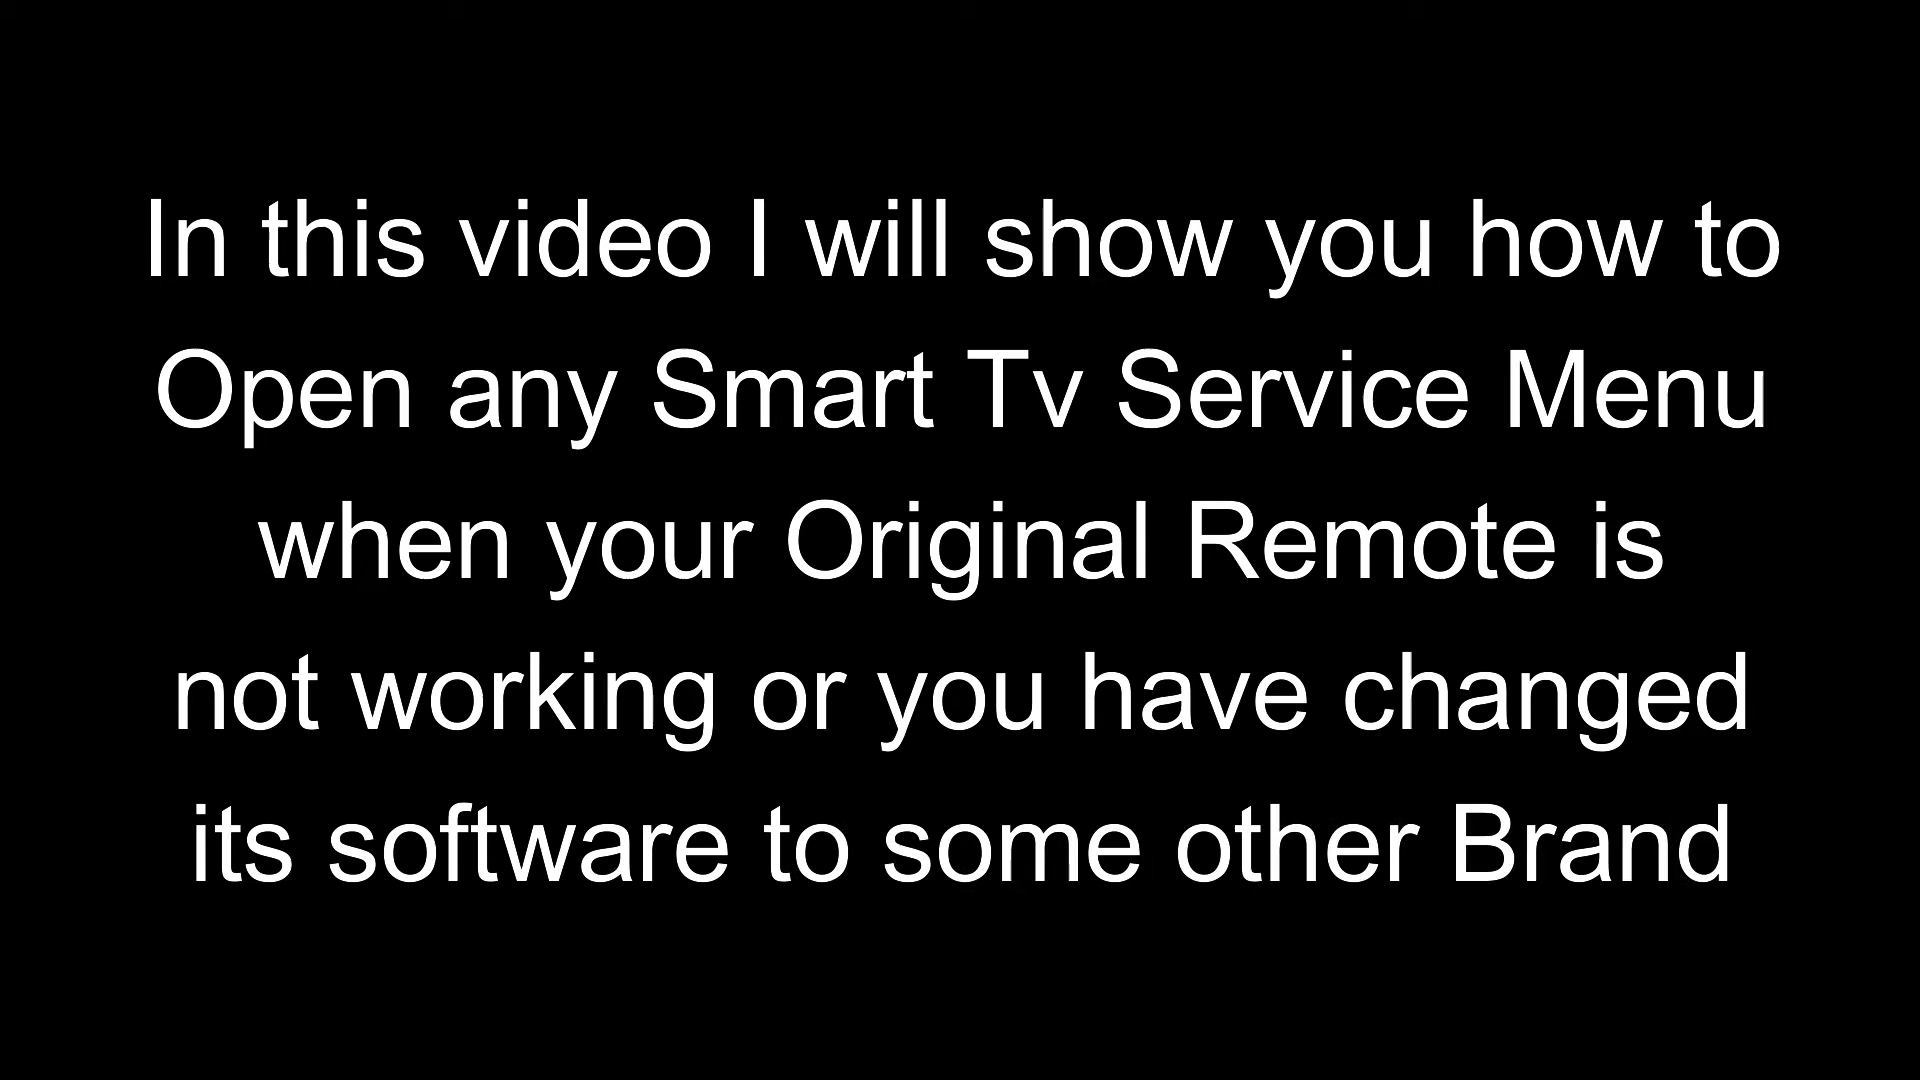 In this video I will show you how to
Open any Smart Tv Service Menu
when your Original Remote is
not working or you have changed
its software to some other Brand